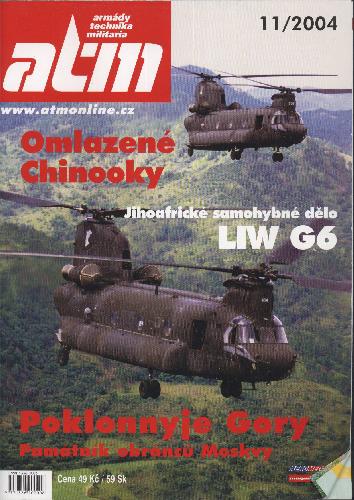 armády
technika
militaria
atm
11/2004
www.atmonline.cz
Omlazené
Chinooky
Jihoafrické samohybné dělo
LIW G6
Poklonnyje Gory
Památník obránců Moskvy
Cena 49 Kč / 59 Sk